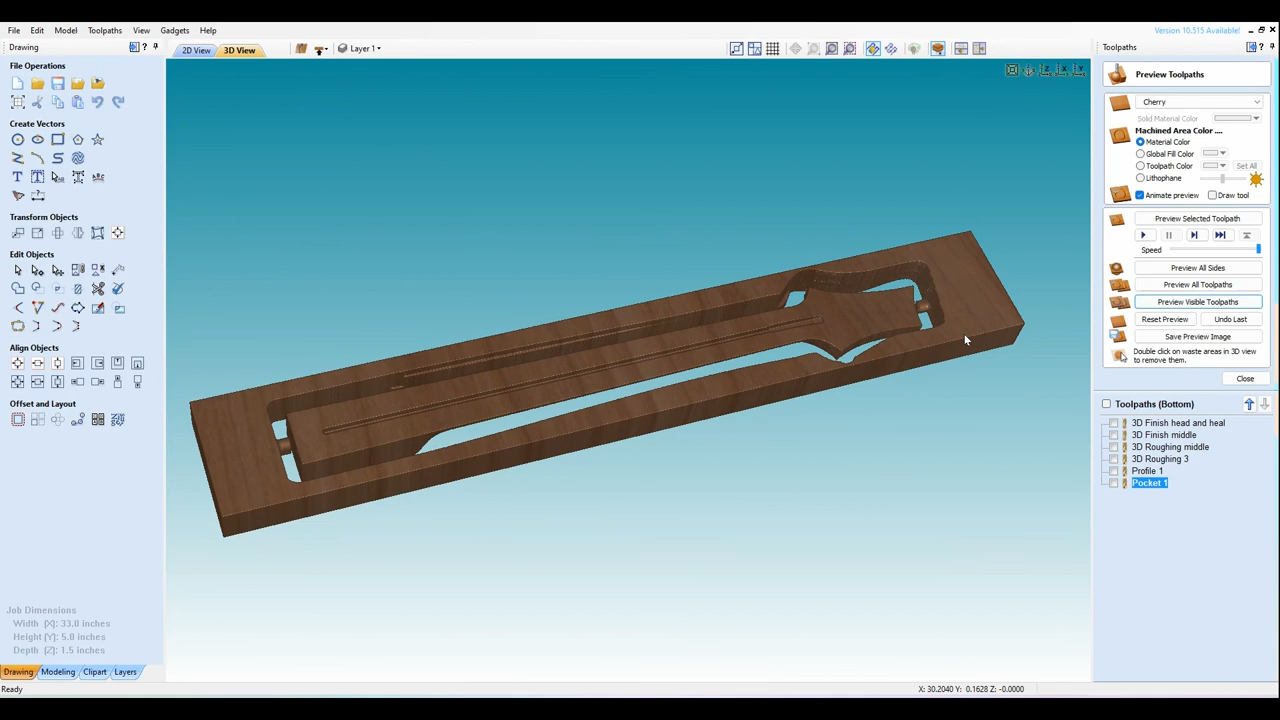 File Edit Model Toolpaths View Gadgets Help
Version 10.515 Available!
Drawing
2D View 3D View Layer 1
Toolpaths
File Operations
Create Vectors
Transform Objects
Edit Objects
Align Objects
Offset and Layout
Job Dimensions
Width (X): 33.0 inches
Height (Y): 5.0 inches
Depth (Z): 1.5 inches
Drawing Modeling Clipart Layers
Ready
X: 30.2040 Y: 0.1628 Z: -0.0000
Preview Toolpaths
Cherry
Solid Material Color
Machined Area Color ....
Material Color
Global Fill Color
Toolpath Color Set All
Lithophane
Animate preview Draw tool
Preview Selected Toolpath
Speed
Preview All Sides
Preview All Toolpaths
Preview Visible Toolpaths
Reset Preview Undo Last
Save Preview Image
Double click on waste areas in 3D view
to remove them.
Close
Toolpaths (Bottom)
3D Finish head and heal
3D Finish middle
3D Roughing middle
3D Roughing 3
Profile 1
Pocket 1